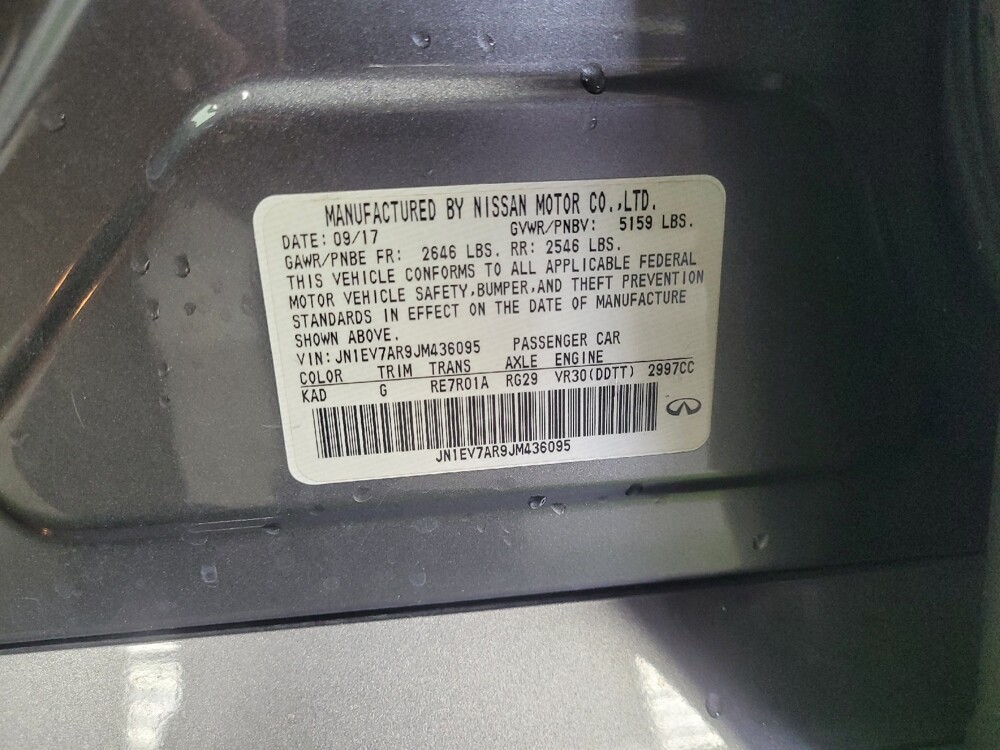 MANUFACTURED BY NISSAN MOTOR CO.,LTD.
DATE: 09/17 GVWR/PNBV: 5159 LBS.
GAWR/PNBE FR: 2646 LBS. RR: 2546 LBS.
THIS VEHICLE CONFORMS TO ALL APPLICABLE FEDERAL
MOTOR VEHICLE SAFETY,BUMPER,AND THEFT PREVENTION
STANDARDS IN EFFECT ON THE DATE OF MANUFACTURE
SHOWN ABOVE.
VIN: JN1EV7AR9JM436095 PASSENGER CAR
COLOR TRIM TRANS AXLE ENGINE
KAD G RE7R01A RG29 VR30(DDTT) 2997CC
JN1EV7AR9JM436095